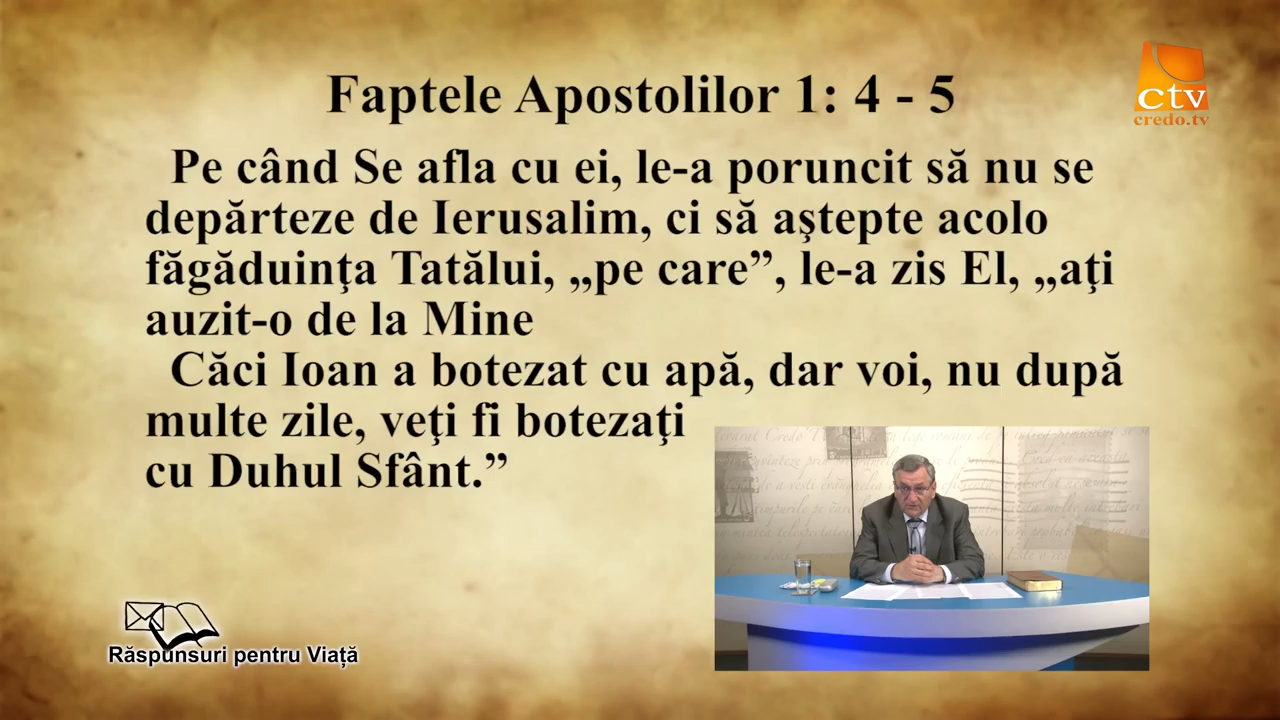 Faptele Apostolilor 1: 4 - 5
ctv
credo.tv
Pe când Se afla cu ei, le-a poruncit să nu se
depărteze de Ierusalim, ci să aştepte acolo
făgăduinţa Tatălui, „pe care”, le-a zis El, „aţi
auzit-o de la Mine
Căci Ioan a botezat cu apă, dar voi, nu după
multe zile, veţi fi botezaţi
cu Duhul Sfânt.”
Răspunsuri pentru Viață